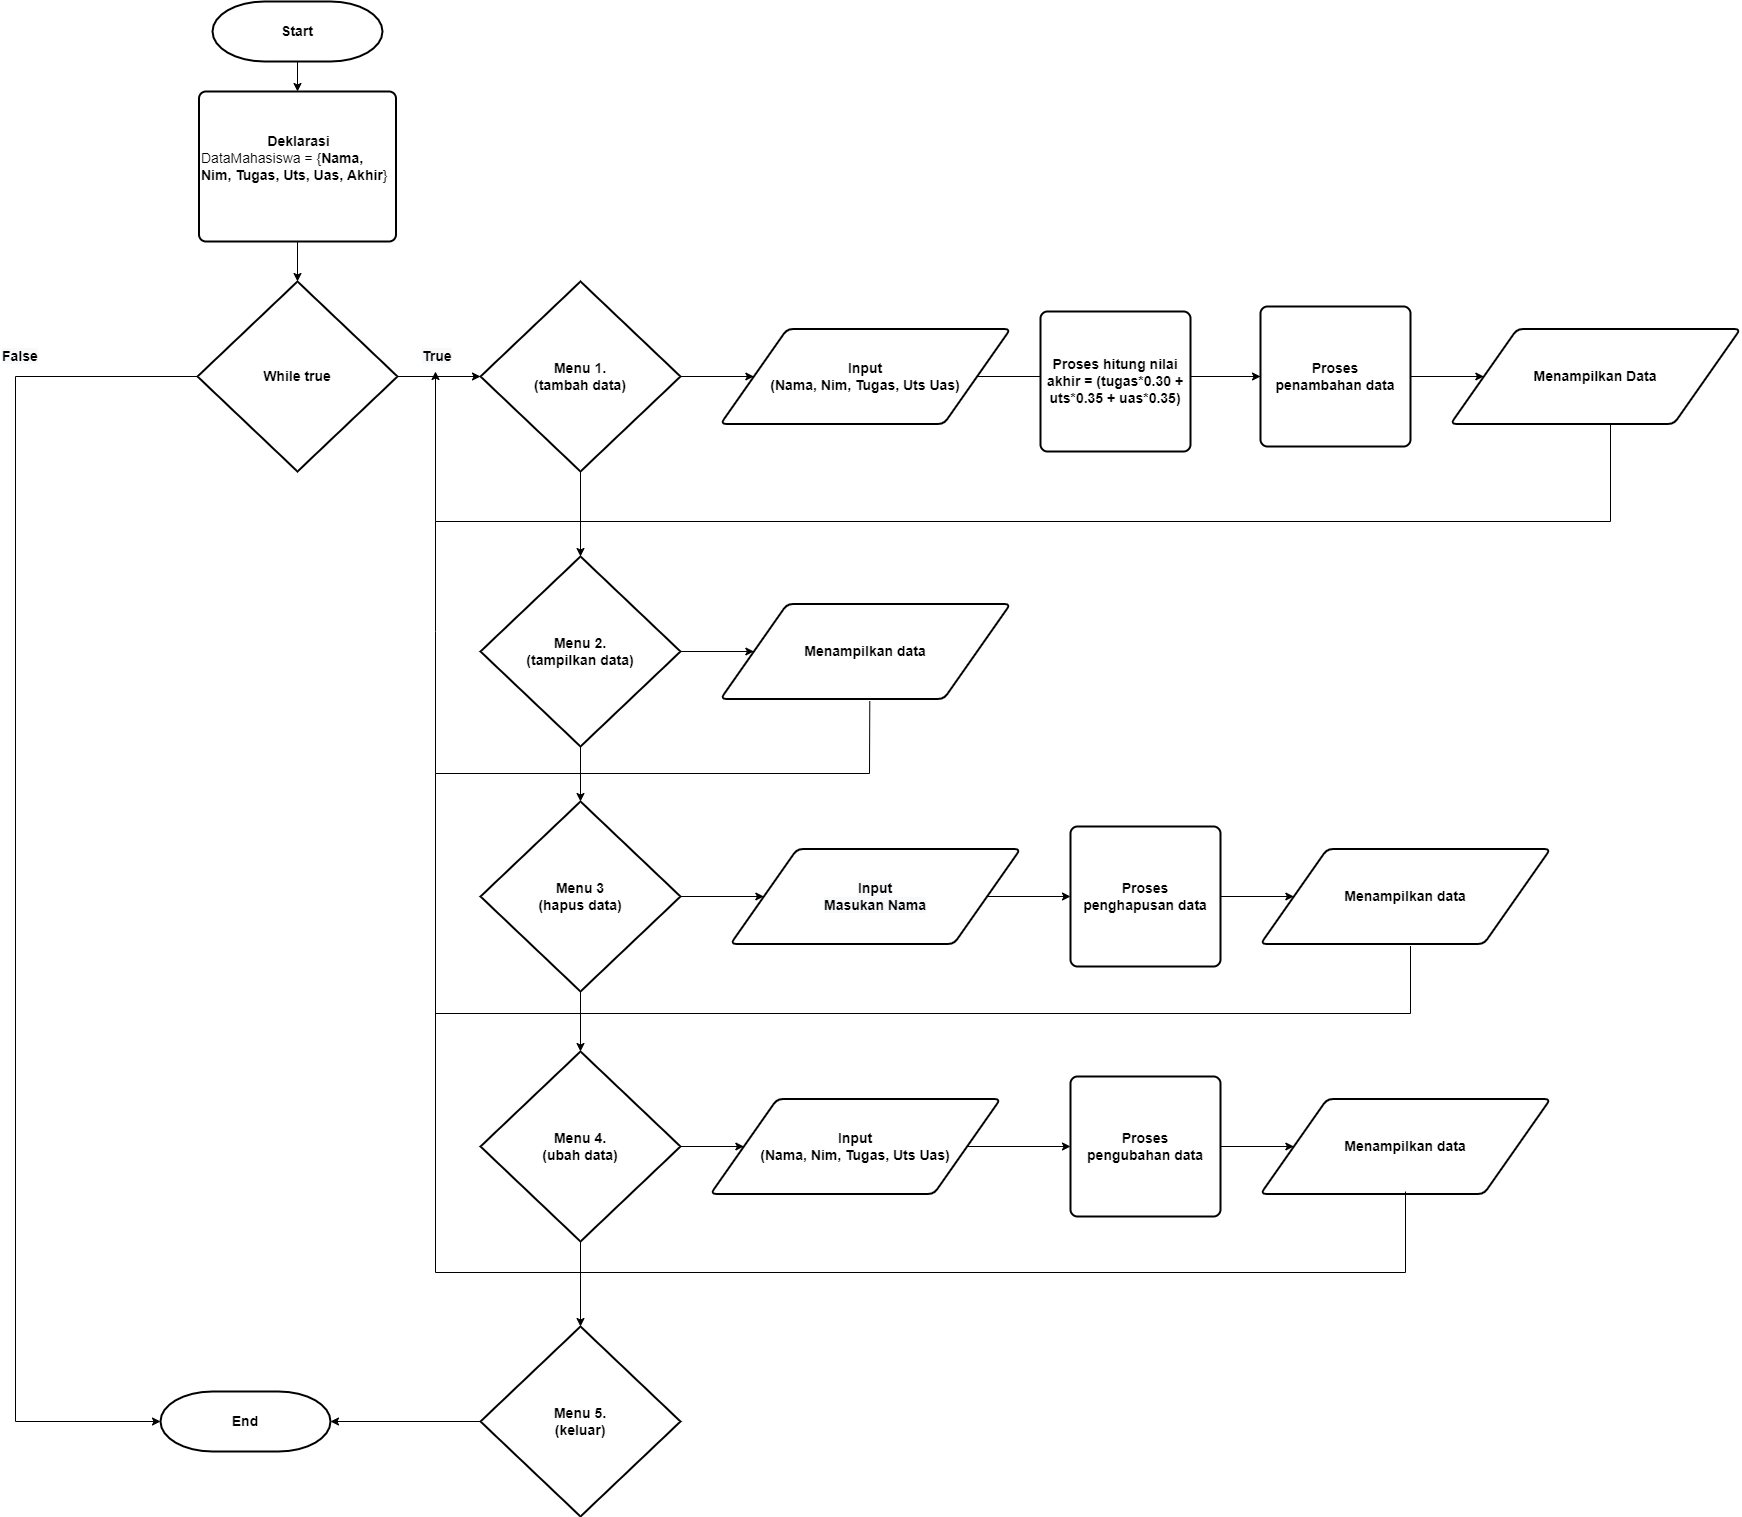 Start
Deklarasi
DataMahasiswa = {Nama,
Nim, Tugas, Uts, Uas, Akhir}
False
While true
True
Menu 1.
(tambah data)
Input
(Nama, Nim, Tugas, Uts Uas)
Proses hitung nilai
akhir = (tugas*0.30 +
uts*0.35 + uas*0.35)
Proses
penambahan data
Menampilkan Data
Menu 2.
(tampilkan data)
Menampilkan data
Menu 3
(hapus data)
Input
Masukan Nama
Proses
penghapusan data
Menampilkan data
Menu 4.
(ubah data)
Input
(Nama, Nim, Tugas, Uts Uas)
Proses
pengubahan data
Menampilkan data
End
Menu 5.
(keluar)